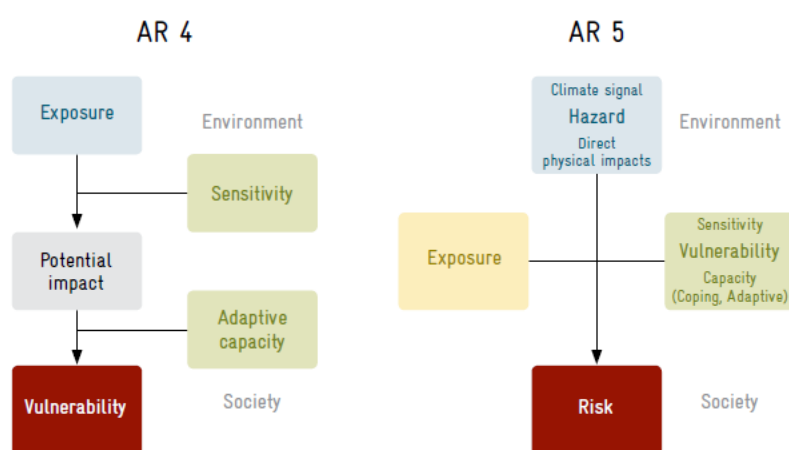 AR 4
Exposure
Environment
Sensitivity
Potential
impact
Adaptive
capacity
Vulnerability
Society
AR 5
Climate signal
Hazard
Direct
physical impacts
Environment
Exposure
Sensitivity
Vulnerability
Capacity
(Coping, Adaptive)
Risk
Society